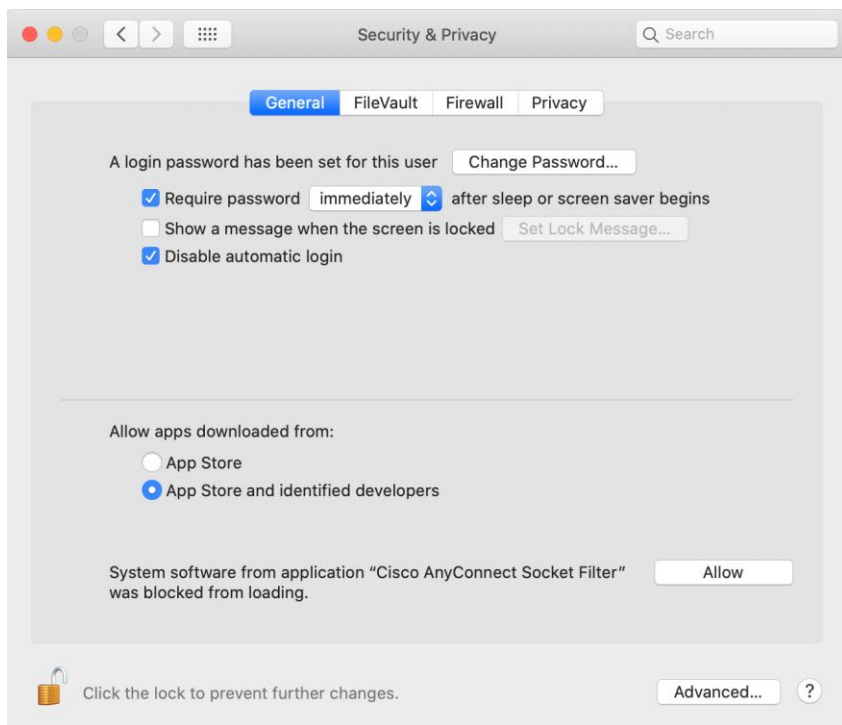 Security & Privacy
Search
General FileVault Firewall Privacy
A login password has been set for this user Change Password...
Require password immediately after sleep or screen saver begins
Show a message when the screen is locked Set Lock Message...
Disable automatic login
Allow apps downloaded from:
App Store
App Store and identified developers
System software from application “Cisco AnyConnect Socket Filter” Allow
was blocked from loading.
Click the lock to prevent further changes. Advanced... ?